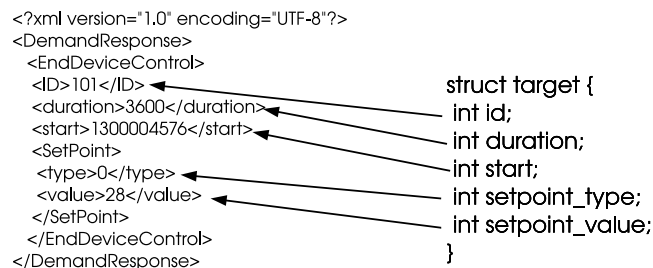 <?xml version="1.0" encoding="UTF-8"?>
<DemandResponse>
<EndDeviceControl>
<ID>101</ID>
<duration>3600</duration>
<start>1300004576</start>
<SetPoint>
<type>0</type>
<value>28</value>
</SetPoint>
</EndDeviceControl>
</DemandResponse>
struct target {
int id;
int duration;
int start;
int setpoint_type;
int setpoint_value;
}